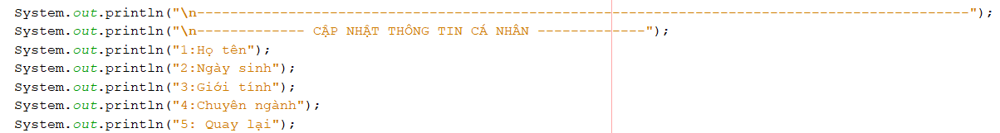 System.out.println("\n---------------------------------------------------------------------------------------------");
System.out.println("\n------------- CẬP NHẬT THÔNG TIN CÁ NHÂN -------------");
System.out.println("1:Họ tên");
System.out.println("2:Ngày sinh");
System.out.println("3:Giới tính");
System.out.println("4:Chuyên ngành");
System.out.println("5: Quay lại");